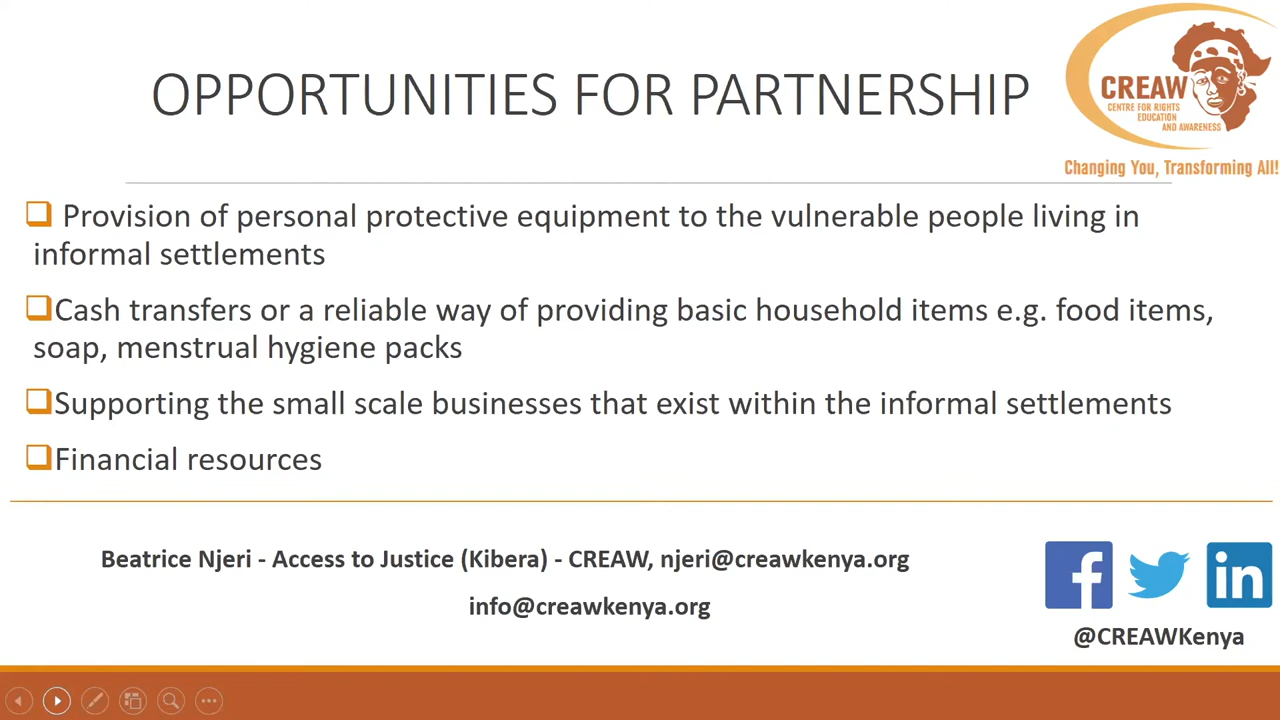 OPPORTUNITIES FOR PARTNERSHIP
CREAW
CENTRE FOR RIGHTS
EDUCATION
AND AWARENESS
Changing You, Transforming All!
Provision of personal protective equipment to the vulnerable people living in
informal settlements
Cash transfers or a reliable way of providing basic household items e.g. food items,
soap, menstrual hygiene packs
Supporting the small scale businesses that exist within the informal settlements
Financial resources
Beatrice Njeri - Access to Justice (Kibera) - CREAW, njeri@creawkenya.org
info@creawkenya.org
f
in
@CREAWKenya